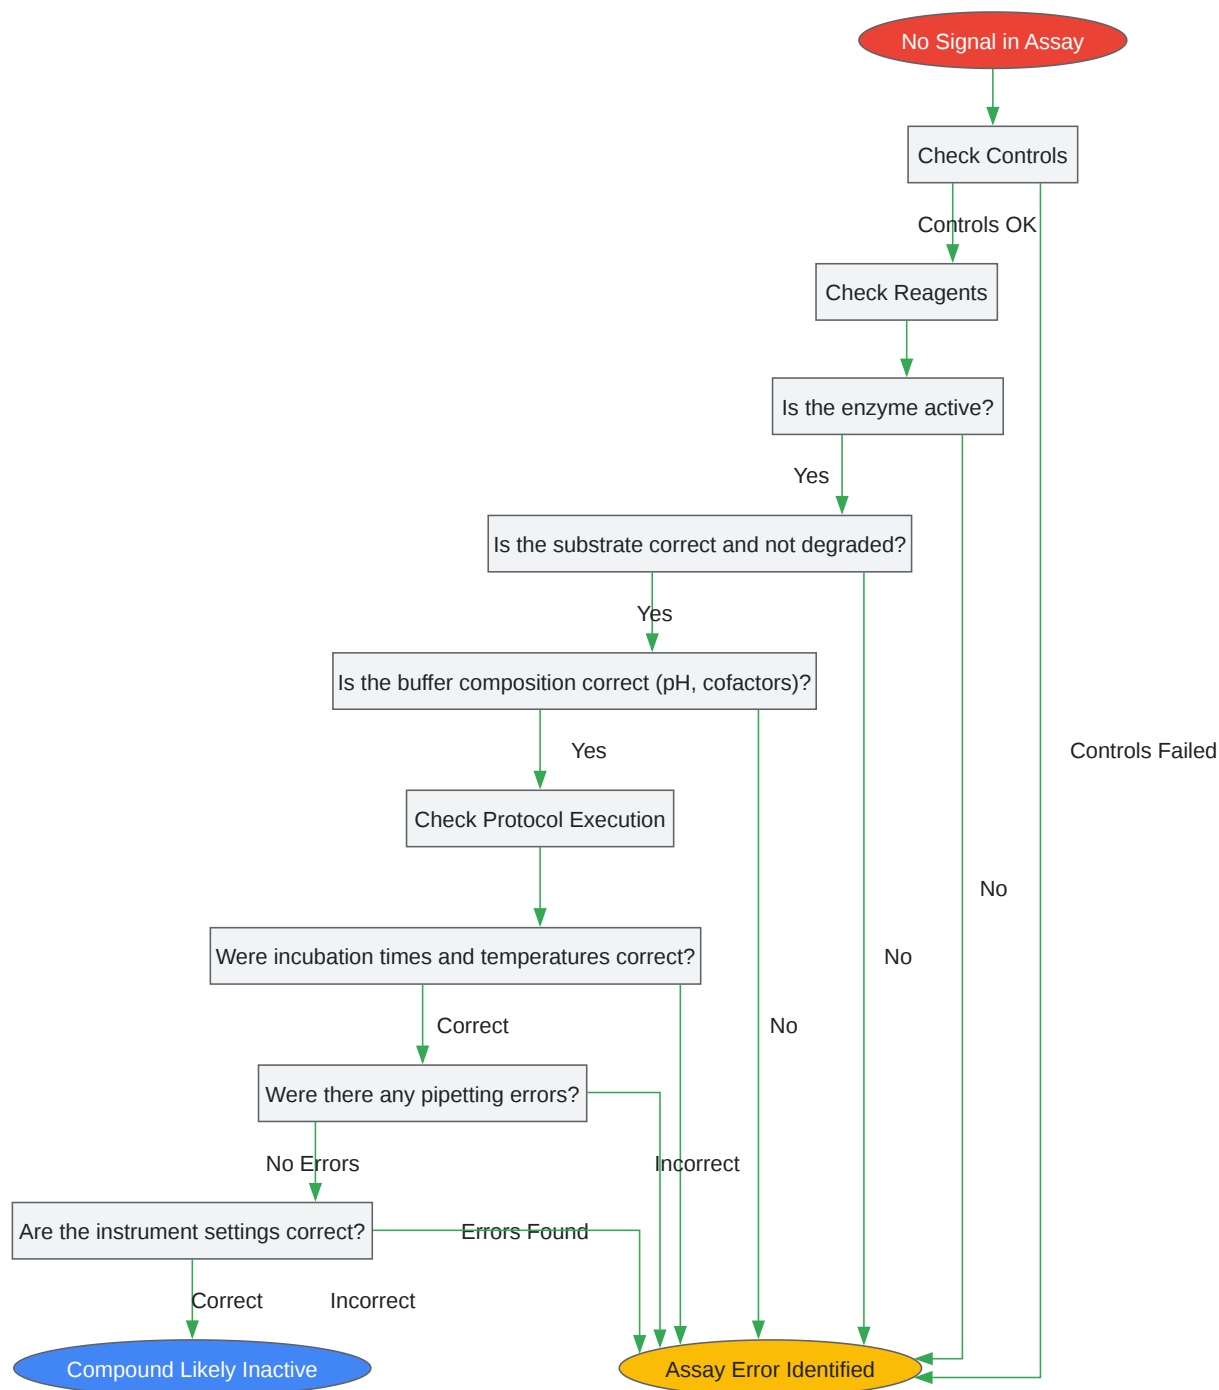 No Signal in Assay
Check Controls
Controls OK
Check Reagents
Is the enzyme active?
Yes
Is the substrate correct and not degraded?
Yes
Is the buffer composition correct (pH, cofactors)?
Yes
Controls Failed
Check Protocol Execution
No
Were incubation times and temperatures correct?
No
Correct
No
Were there any pipetting errors?
No Errors
Incorrect
Are the instrument settings correct?
Errors Found
Correct
Incorrect
Compound Likely Inactive
Assay Error Identified